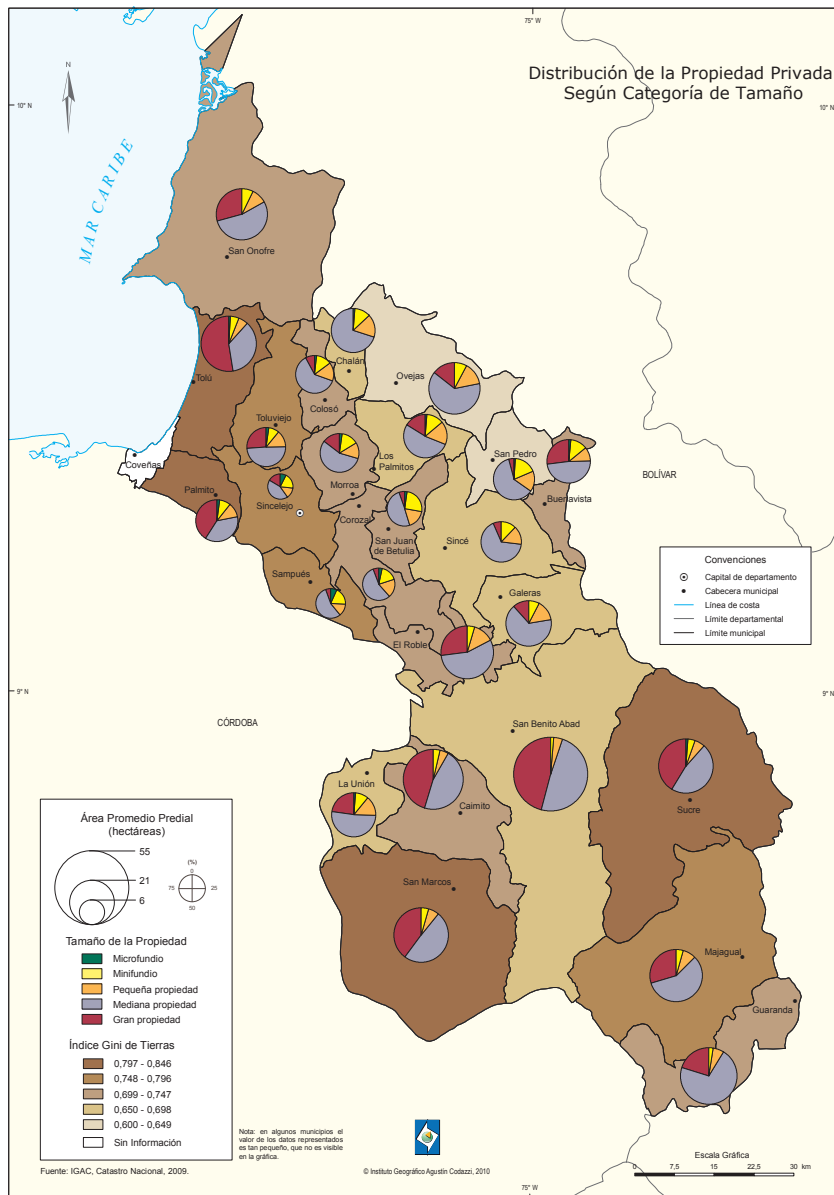 75° W
Distribución de la Propiedad Privada
Según Categoría de Tamaño
10° N
10° N
N
MAR CARIBE
San Onofre
Chalán
Ovejas
Tolú
Colosó
Toluviejo
Coveñas
Los
Palmitos
San Pedro
BOLÍVAR
Morroa
Buenavista
Palmito
Sincelejo
Corozal
San Juan
de Betulia
Sincé
Sampués
Galeras
El Roble
Convenciones
Capital de departamento
Cabecera municipal
Línea de costa
Límite departamental
Límite municipal
9° N
9° N
CÓRDOBA
San Benito Abad
La Unión
Caimito
Sucre
San Marcos
Majagual
Guaranda
Área Promedio Predial
(hectáreas)
55
21
6
(%)
0
75
25
50
Tamaño de la Propiedad
Microfundio
Minifundio
Pequeña propiedad
Mediana propiedad
Gran propiedad
Índice Gini de Tierras
0,797 - 0,846
0,748 - 0,796
0,699 - 0,747
0,650 - 0,698
0,600 - 0,649
Sin Información
Nota: en algunos municipios el
valor de los datos representados
es tan pequeño, que no es visible
en la gráfica.
Fuente: IGAC, Catastro Nacional, 2009.
© Instituto Geográfico Agustín Codazzi, 2010
Escala Gráfica
0 7,5 15 22,5 30 km
75° W